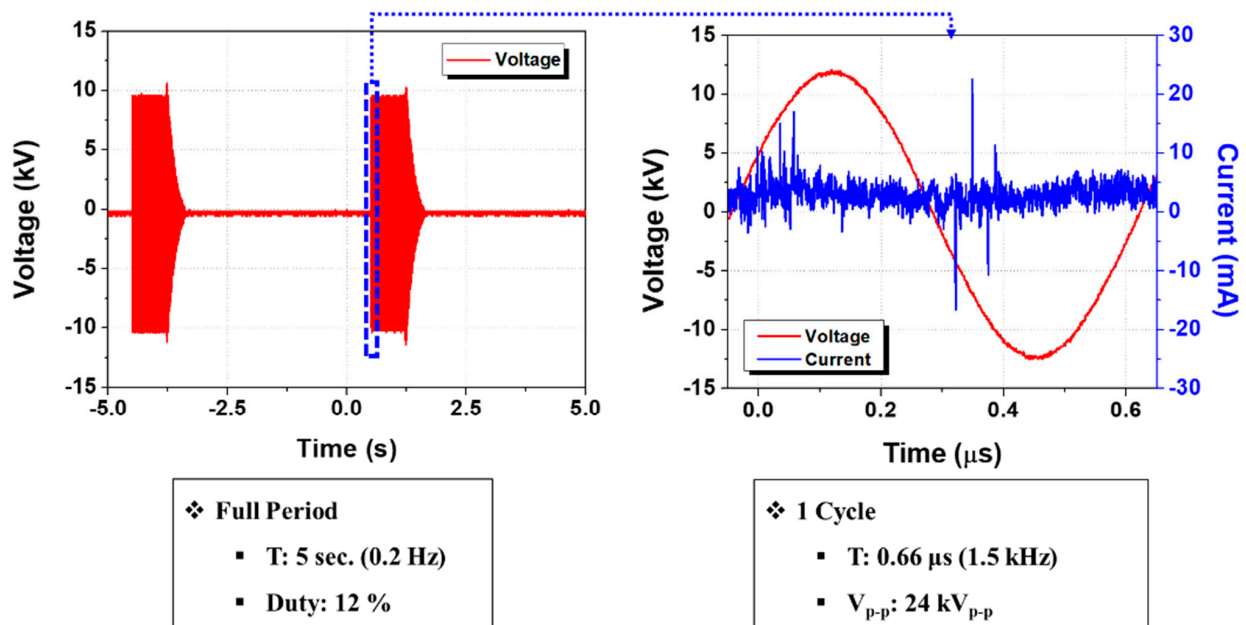 15
10
5
0
-5
-10
-15
Voltage (kV)
-5.0
-2.5
0.0
2.5
5.0
Time (s)
Voltage
15
10
5
0
-5
-10
-15
Voltage (kV)
0.0
0.2
0.4
0.6
Time (μs)
Voltage
Current
30
20
10
0
-10
-20
-30
Current (mA)
❖ Full Period
▪ T: 5 sec. (0.2 Hz)
▪ Duty: 12 %
❖ 1 Cycle
▪ T: 0.66 μs (1.5 kHz)
▪ Vp-p: 24 kVp-p